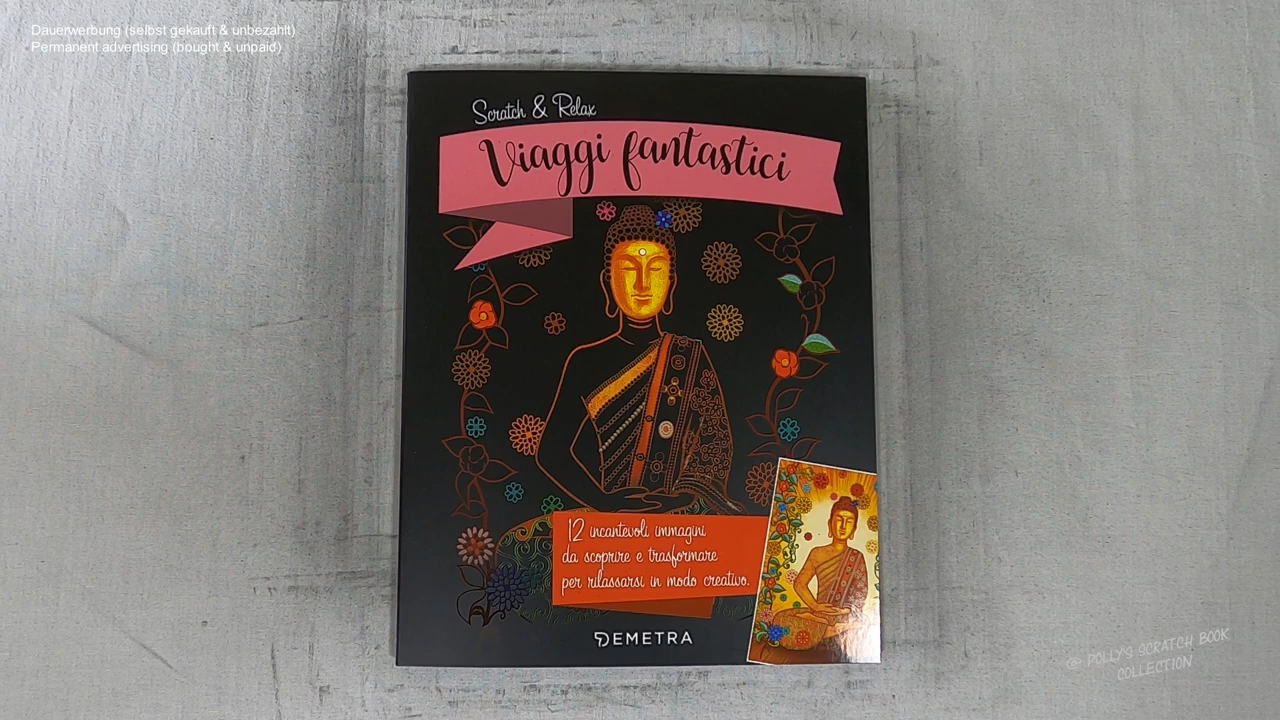 Dauerwerbung (selbst gekauft & unbezahlt)
Permanent advertising (bought & unpaid)
Scratch & Relax
Viaggi fantastici
12 incantevoli immagini
da scoprire e trasformare
per rilassarsi in modo creativo.
DEMETRA
@ POLLY'S SCRATCH BOOK
COLLECTION